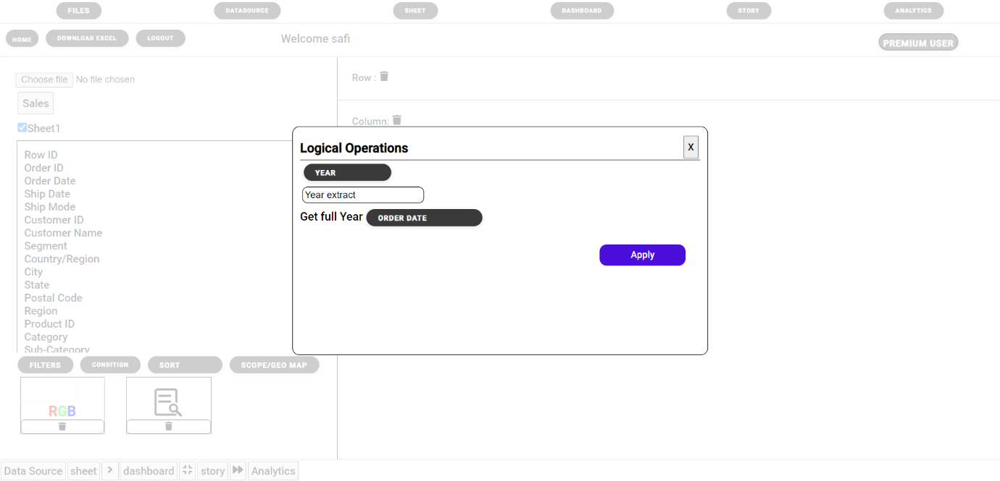 FILES DATASOURCE SHEET DASHBOARD STORY ANALYTICS
HOME DOWNLOAD EXCEL LOGOUT Welcome safi PREMIUM USER
Choose file No file chosen
Sales
Sheet1
Row ID
Order ID
Order Date
Ship Date
Ship Mode
Customer ID
Customer Name
Segment
Country/Region
City
State
Postal Code
Region
Product ID
Category
Sub-Category
FILTERS CONDITION SORT SCOPE/GEO MAP
RGB
Row :
Column:
Logical Operations X
YEAR
Year extract
Get full Year ORDER DATE
Apply
Data Source sheet dashboard story Analytics